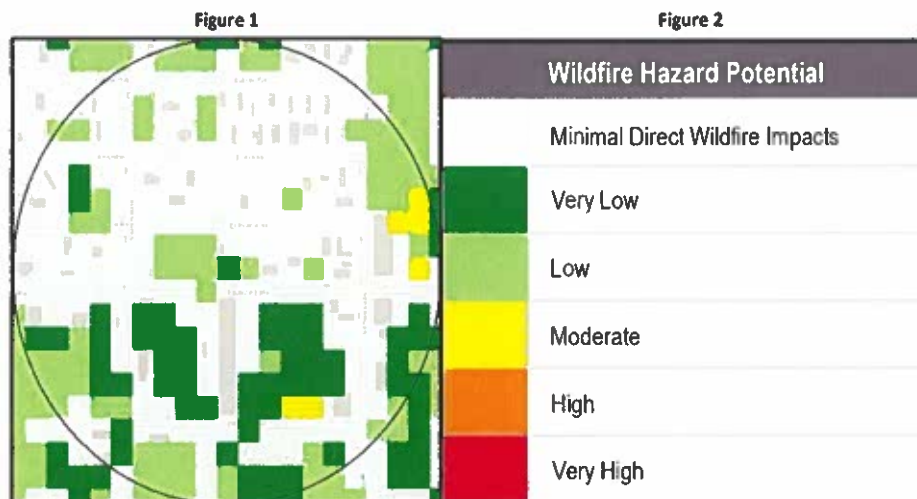 Figure 1
Figure 2
Wildfire Hazard Potential
Minimal Direct Wildfire Impacts
Very Low
Low
Moderate
High
Very High